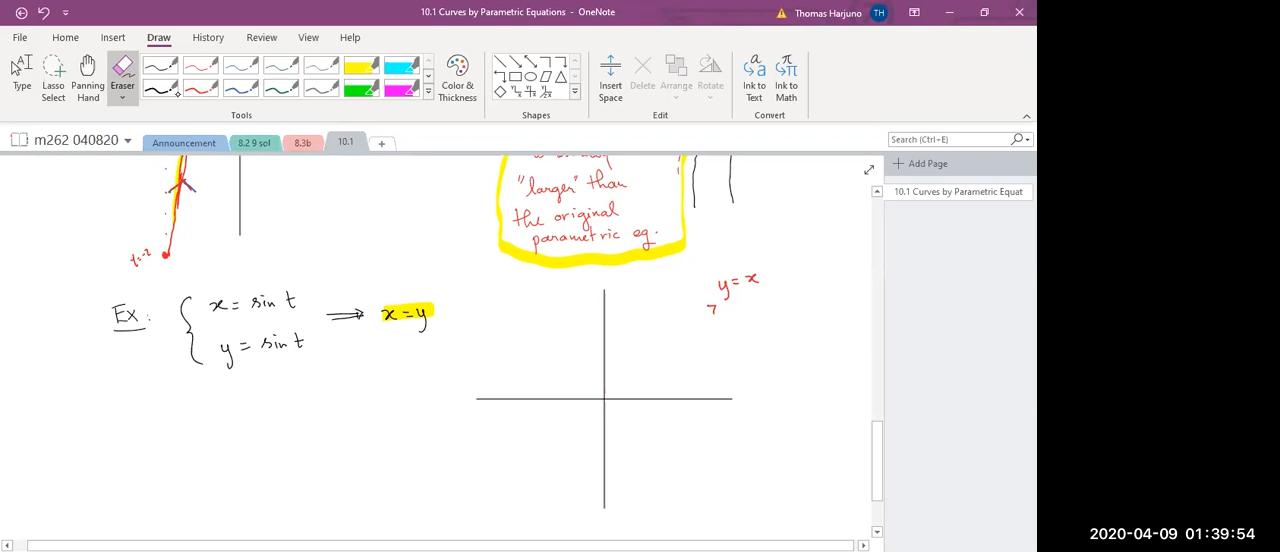 10.1 Curves by Parametric Equations - OneNote
Thomas Harjuno
TH
File Home Insert Draw History Review View Help
Type
Lasso Select
Panning Hand
Eraser
Color & Thickness
Insert Space
Delete
Arrange
Rotate
Ink to Text
Ink to Math
Tools
Shapes
Edit
Convert
m262 040820
Announcement
8.2 9 sol
8.3b
10.1
Search (Ctrl+E)
Add Page
10.1 Curves by Parametric Equat
"larger" than
the original
parametric eq.
t=-2
y = x
Ex:
x = sin t
⟹ x = y
y = sin t
2020-04-09 01:39:54